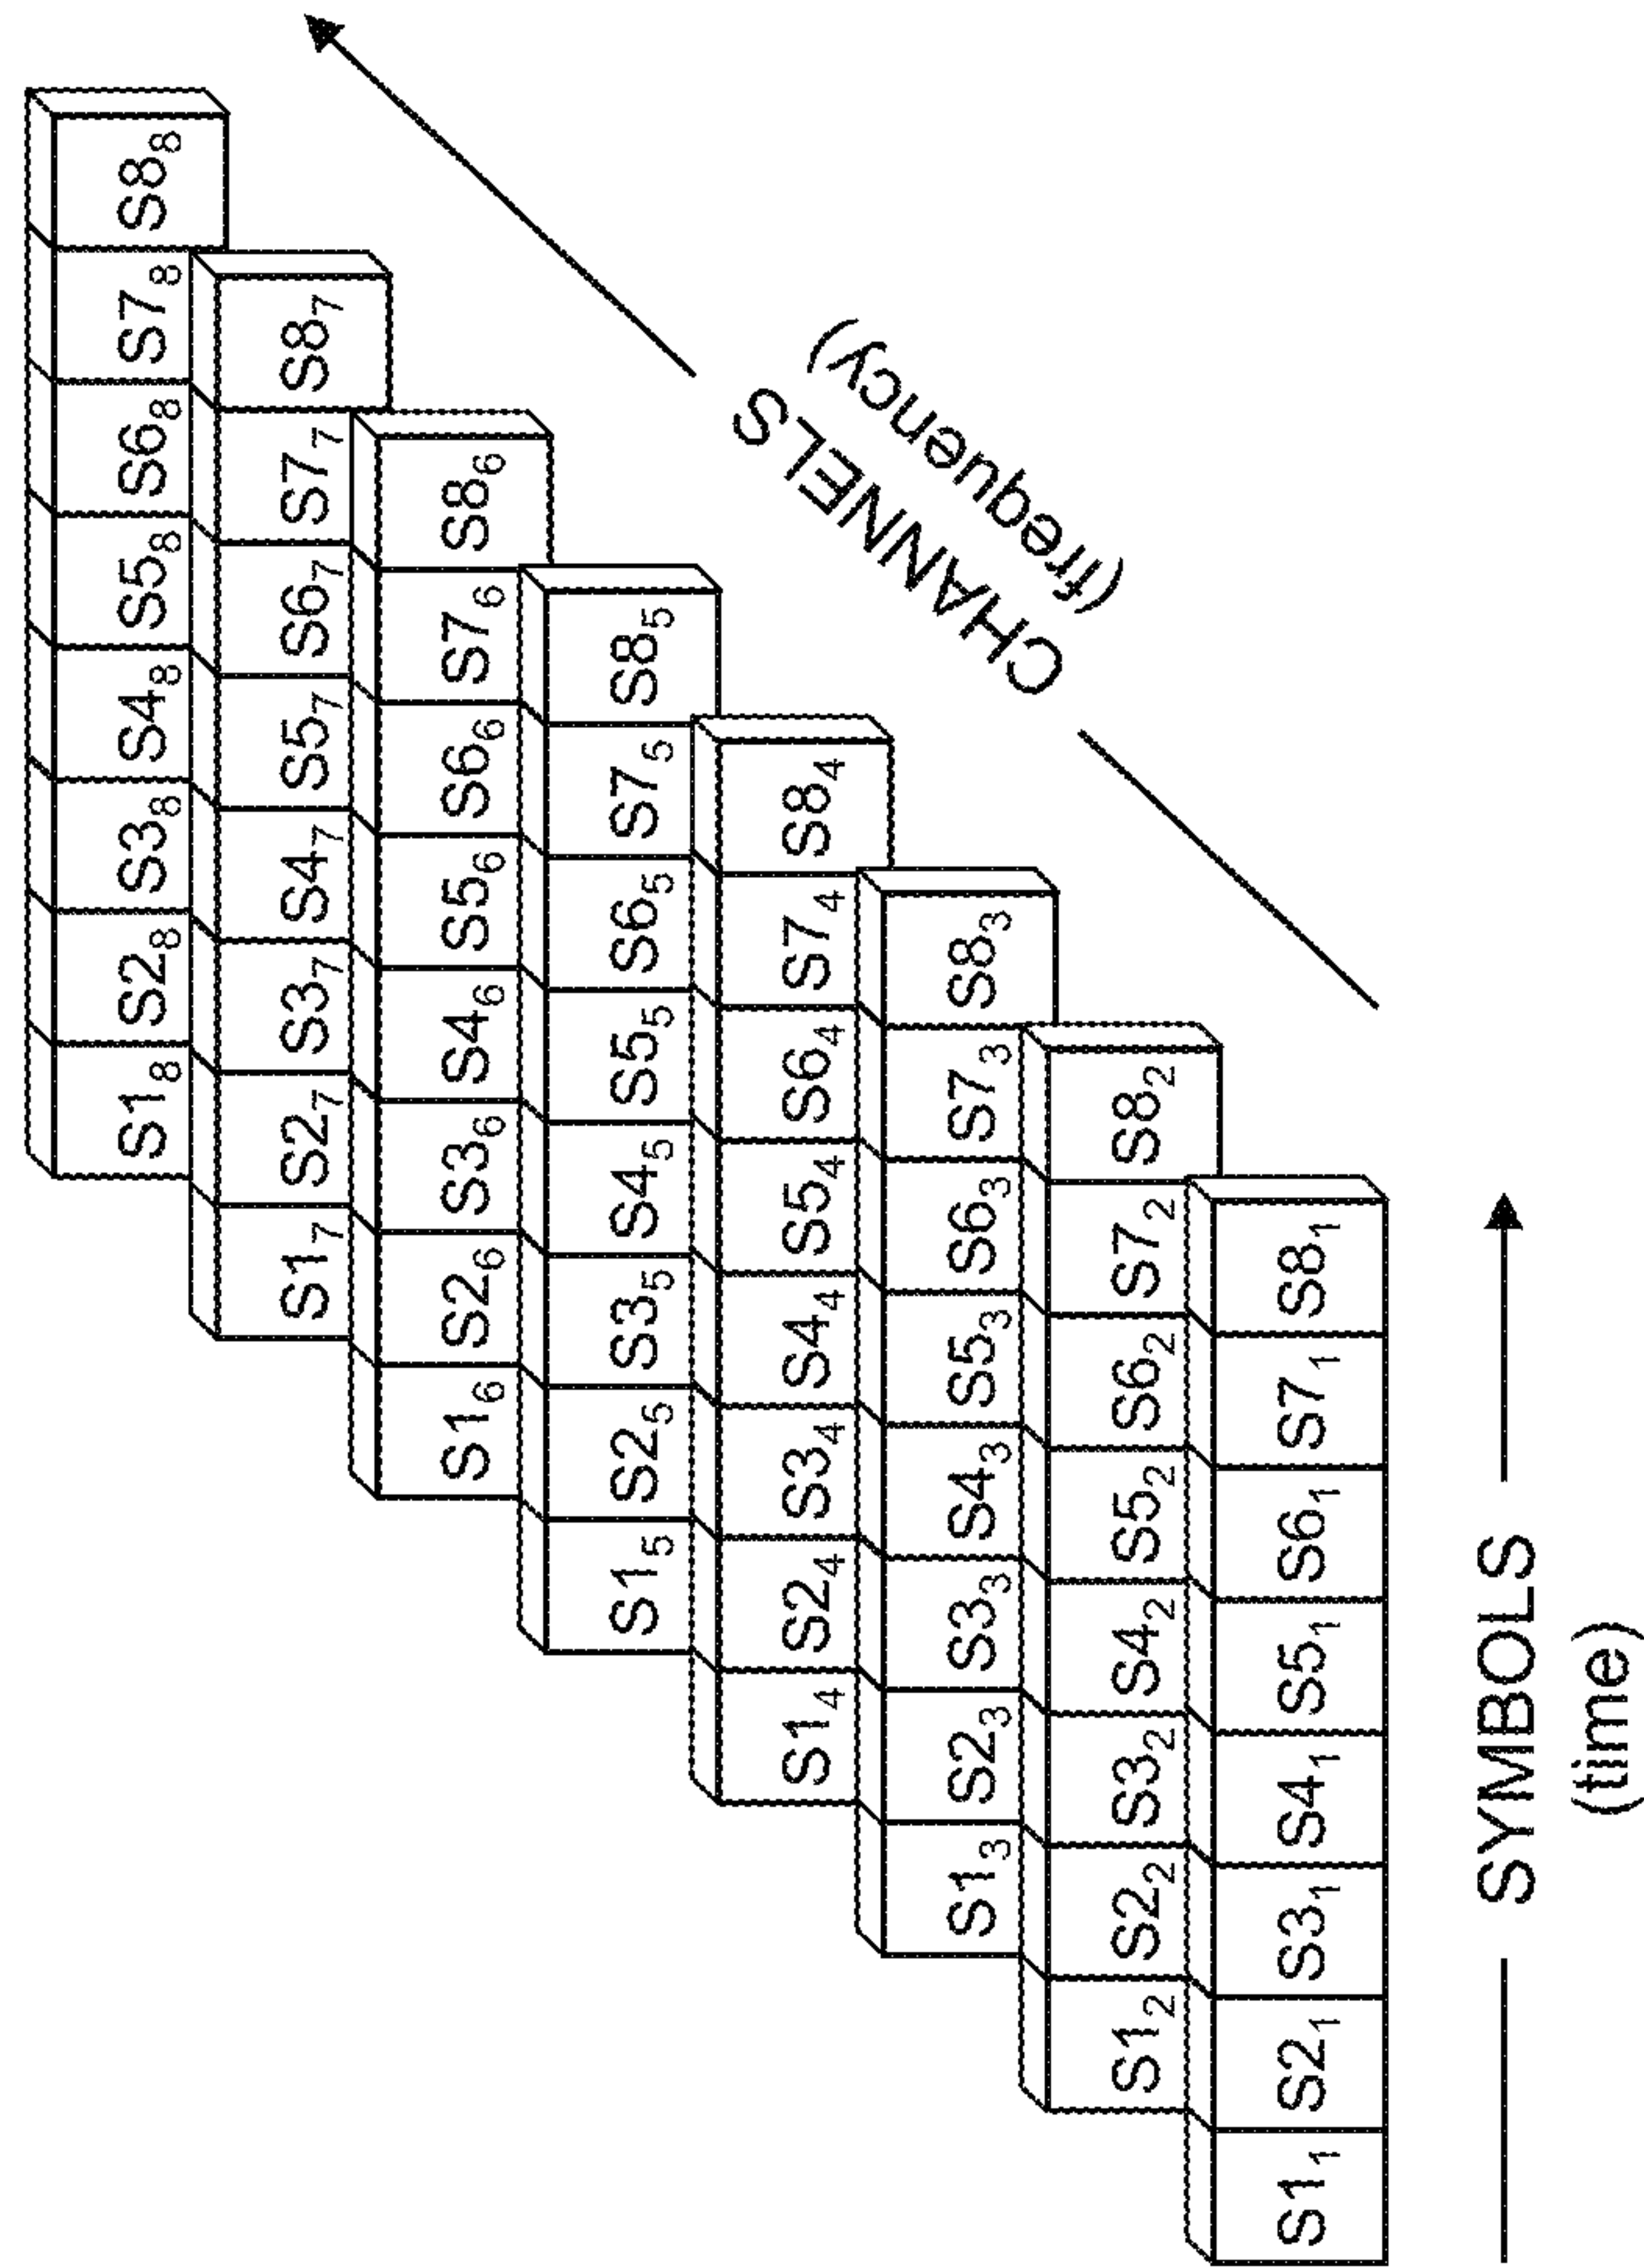 S1₈ S2₈ S3₈ S4₈ S5₈ S6₈ S7₈ S8₈
S1₇ S2₇ S3₇ S4₇ S5₇ S6₇ S7₇ S8₇
S1₆ S2₆ S3₆ S4₆ S5₆ S6₆ S7₆ S8₆
S1₅ S2₅ S3₅ S4₅ S5₅ S6₅ S7₅ S8₅
S1₄ S2₄ S3₄ S4₄ S5₄ S6₄ S7₄ S8₄
S1₃ S2₃ S3₃ S4₃ S5₃ S6₃ S7₃ S8₃
S1₂ S2₂ S3₂ S4₂ S5₂ S6₂ S7₂ S8₂
S1₁ S2₁ S3₁ S4₁ S5₁ S6₁ S7₁ S8₁
CHANNELS
(frequency)
SYMBOLS
(time)